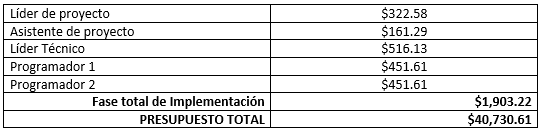 Líder de proyecto $322.58
Asistente de proyecto $161.29
Líder Técnico $516.13
Programador 1 $451.61
Programador 2 $451.61
Fase total de Implementación $1,903.22
PRESUPUESTO TOTAL $40,730.61